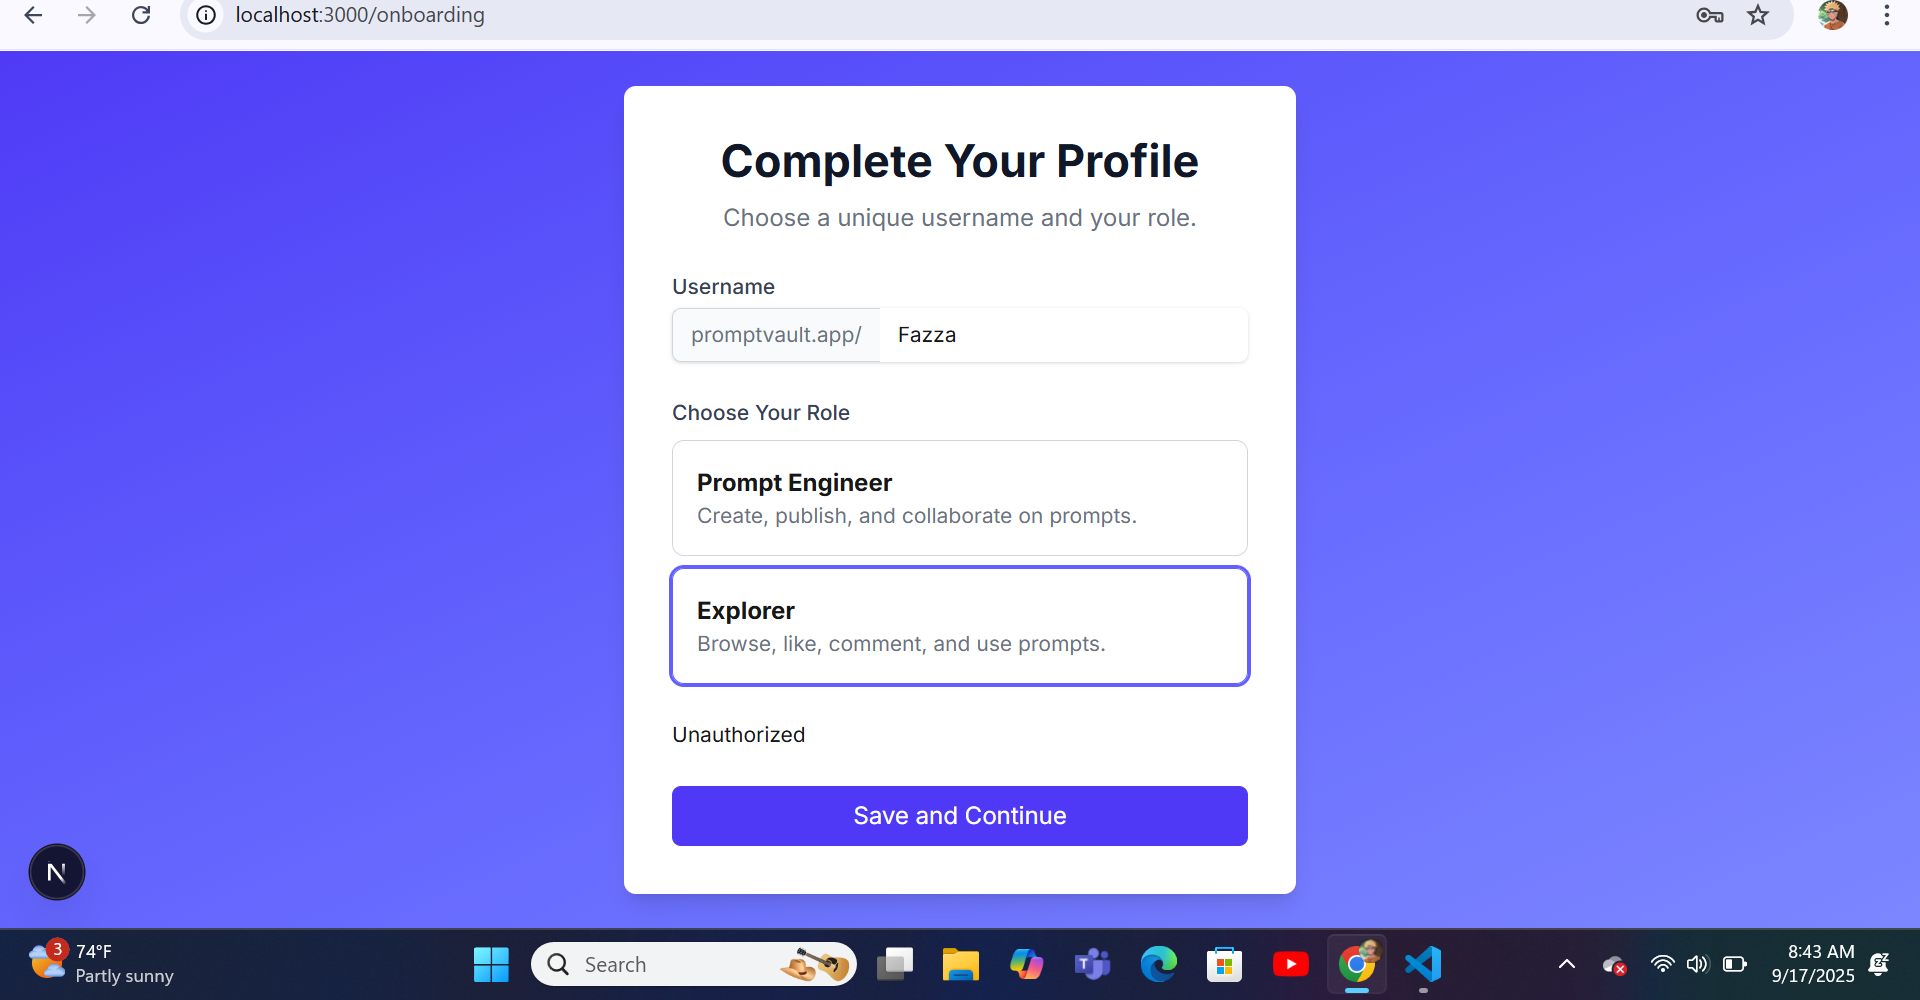 localhost:3000/onboarding
Complete Your Profile
Choose a unique username and your role.
Username
promptvault.app/ Fazza
Choose Your Role
Prompt Engineer
Create, publish, and collaborate on prompts.
Explorer
Browse, like, comment, and use prompts.
Unauthorized
Save and Continue
N
3
74°F
Partly sunny
Search
T
8:43 AM
9/17/2025